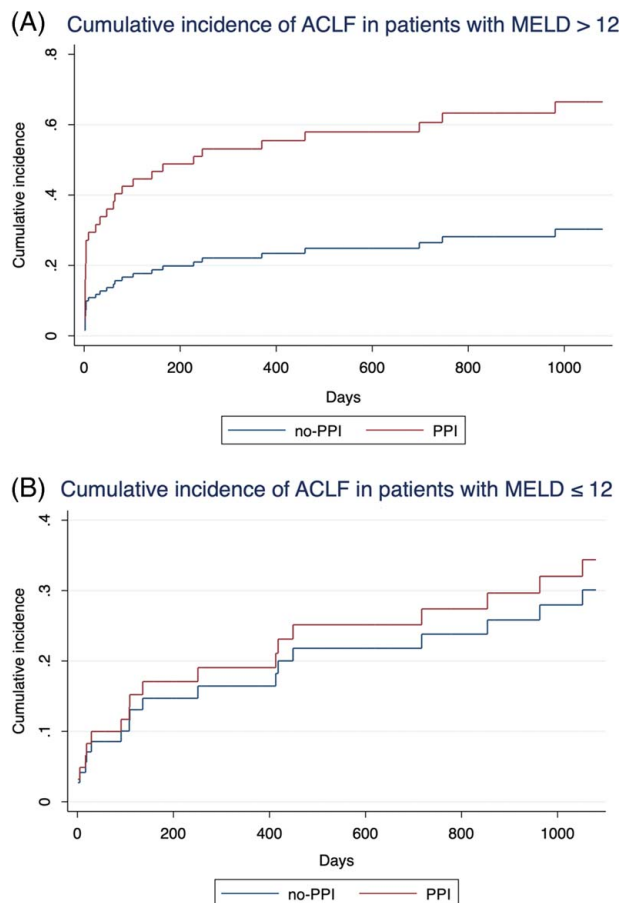 (A) Cumulative incidence of ACLF in patients with MELD > 12
.8
.6
.4
.2
0
Cumulative incidence
0 200 400 600 800 1000
Days
no-PPI PPI
(B) Cumulative incidence of ACLF in patients with MELD ≤ 12
.4
.3
.2
.1
0
Cumulative incidence
0 200 400 600 800 1000
Days
no-PPI PPI